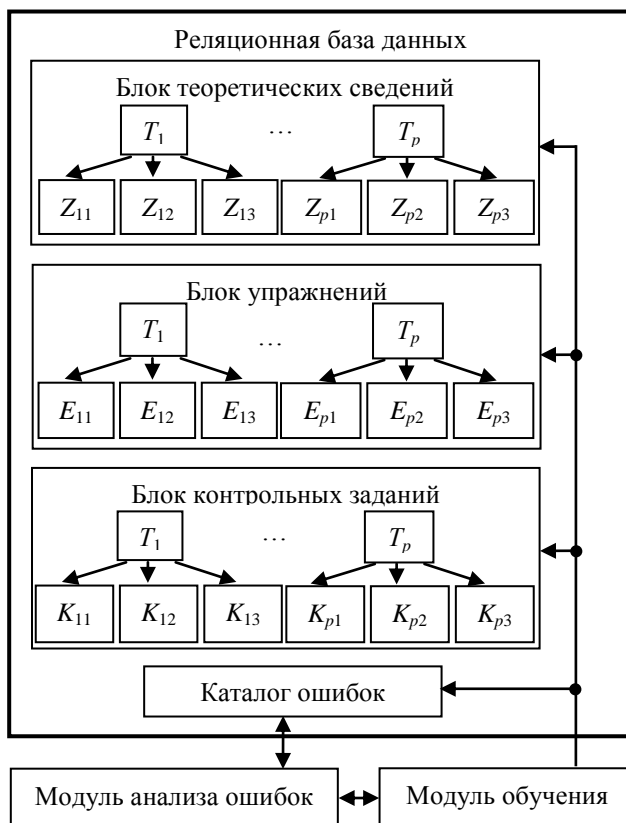 Реляционная база данных
Блок теоретических сведений
T1 … Tp
Z11 Z12 Z13 Zp1 Zp2 Zp3
Блок упражнений
T1 … Tp
E11 E12 E13 Ep1 Ep2 Ep3
Блок контрольных заданий
T1 … Tp
K11 K12 K13 Kp1 Kp2 Kp3
Каталог ошибок
Модуль анализа ошибок Модуль обучения